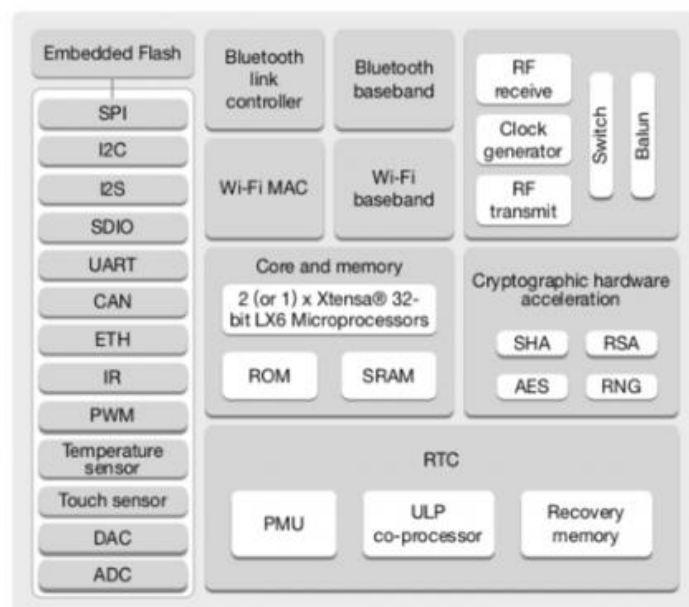 Embedded Flash
SPI
I2C
I2S
SDIO
UART
CAN
ETH
IR
PWM
Temperature
sensor
Touch sensor
DAC
ADC
Bluetooth
link
controller
Bluetooth
baseband
Wi-Fi MAC
Wi-Fi
baseband
RF
receive
Clock
generator
RF
transmit
Switch
Balun
Core and memory
2 (or 1) x Xtensa® 32-
bit LX6 Microprocessors
ROM
SRAM
Cryptographic hardware
acceleration
SHA
RSA
AES
RNG
RTC
PMU
ULP
co-processor
Recovery
memory